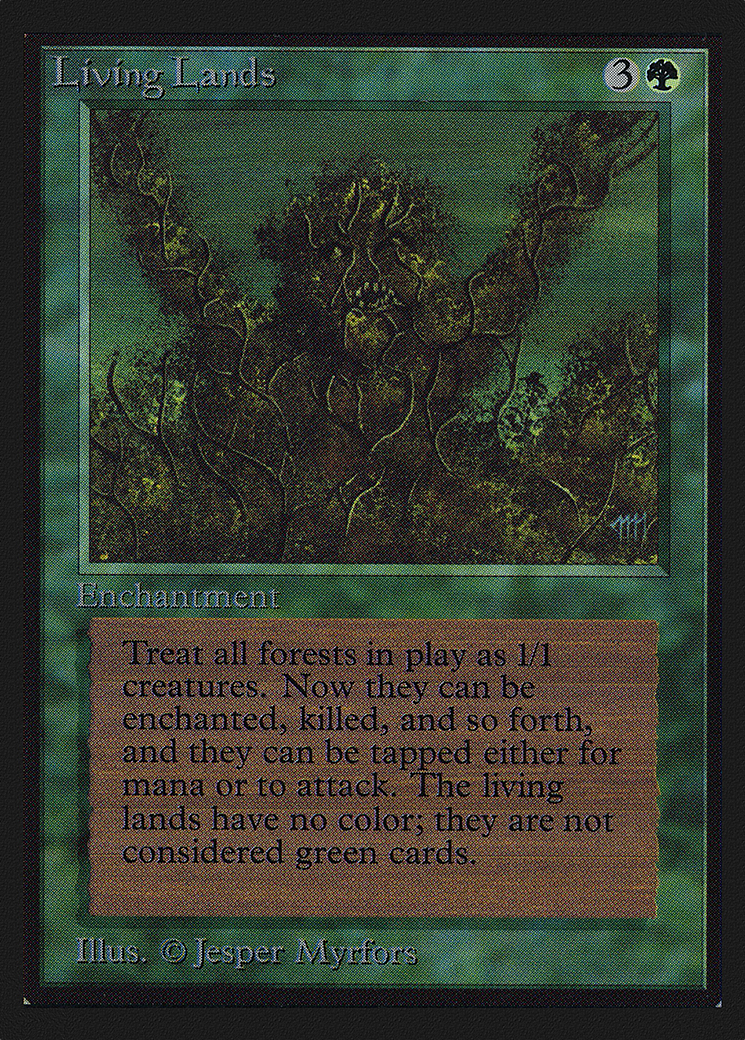 Living Lands 3
Enchantment
Treat all forests in play as 1/1
creatures. Now they can be
enchanted, killed, and so forth,
and they can be tapped either for
mana or to attack. The living
lands have no color; they are not
considered green cards.
Illus. © Jesper Myrfors